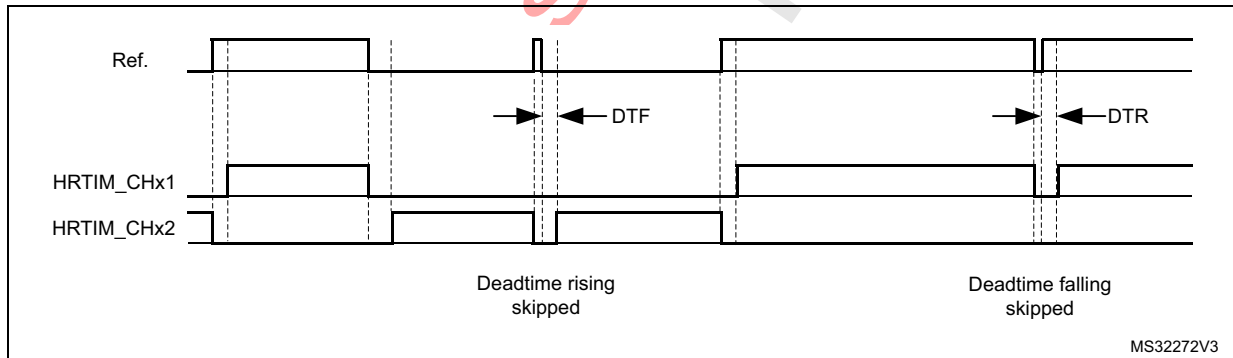 Ref.
DTF
DTR
HRTIM_CHx1
HRTIM_CHx2
Deadtime rising
skipped
Deadtime falling
skipped
MS32272V3